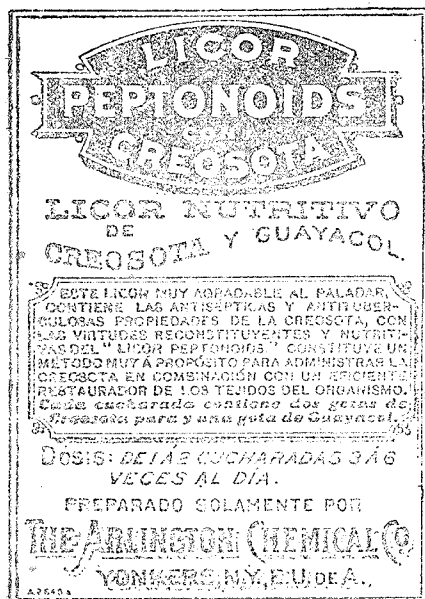 LICOR
PEPTONOIDS
CON
CREOSOTA
LICOR NUTRITIVO
DE
CREOSOTA Y GUAYACOL.
ESTE LICOR MUY AGRADABLE AL PALADAR,
CONTIENE LAS ANTISÉPTICAS Y ANTITUBER-
CULOSAS PROPIEDADES DE LA CREOSOTA, CON
LAS VIRTUDES RECONSTITUYENTES Y NUTRITI-
VAS DEL "LICOR PEPTONOIDS" CONSTITUYE UN
METODO MUY Á PROPÓSITO PARA ADMINISTRAR LA
CREOSOTA EN COMBINACIÓN CON UN EFICIENTE
RESTAURADOR DE LOS TEJIDOS DEL ORGANISMO.
Cada cucharada contiene dos gotas de
Creosota pura y una gota de Guayacol.
DOSIS: DE 1 Á 2 CUCHARADAS 3 Á 6
VECES AL DIA.
PREPARADO SOLAMENTE POR
THE ARLINGTON CHEMICAL CO.
YONKERS, N.Y., E.U. DE A.